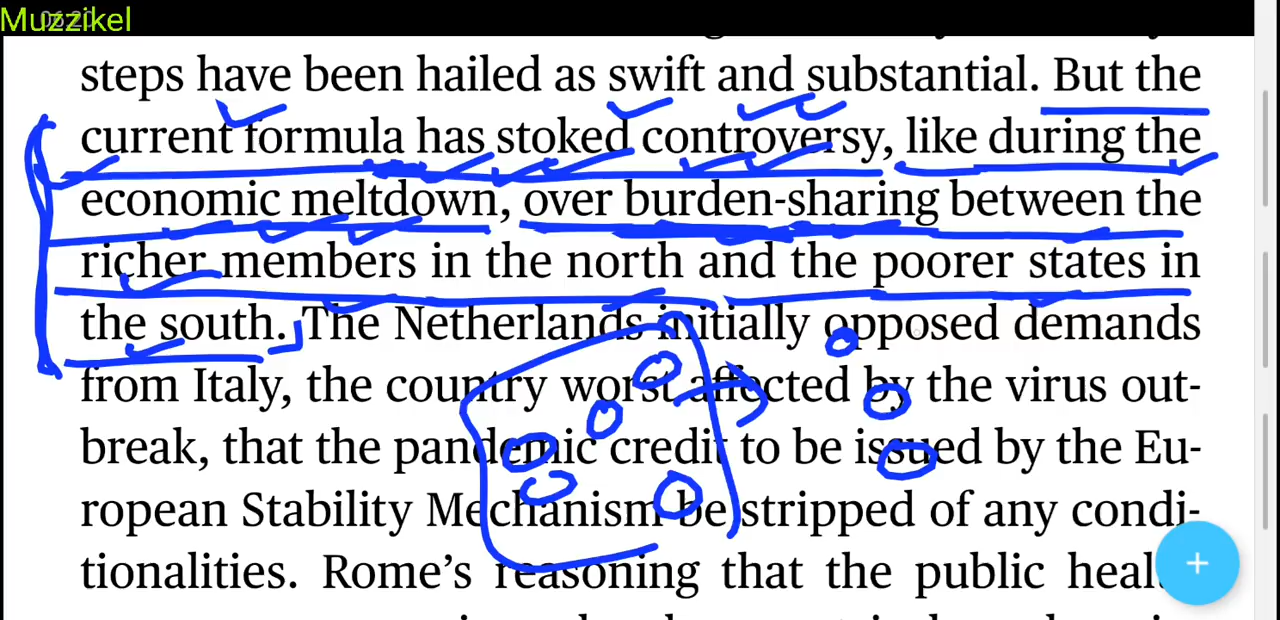 Muzzikel
steps have been hailed as swift and substantial. But the
current formula has stoked controversy, like during the
economic meltdown, over burden-sharing between the
richer members in the north and the poorer states in
the south. The Netherlands initially opposed demands
from Italy, the country worst affected by the virus out-
break, that the pandemic credit to be issued by the Eu-
ropean Stability Mechanism be stripped of any condi-
tionalities. Rome's reasoning that the public